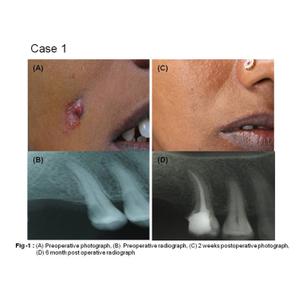 Case 1
(A)
(C)
(B)
(D)
Fig -1 : (A) Preoperative photograph, (B) Preoperative radiograph, (C) 2 weeks postoperative photograph,
(D) 6 month post operative radiograph